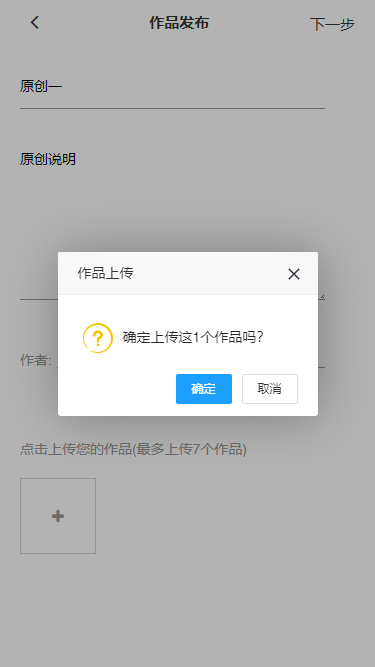 作品发布
下一步
原创一
原创说明
作品上传
确定上传这1个作品吗?
确定
取消
作者:
点击上传您的作品(最多上传7个作品)